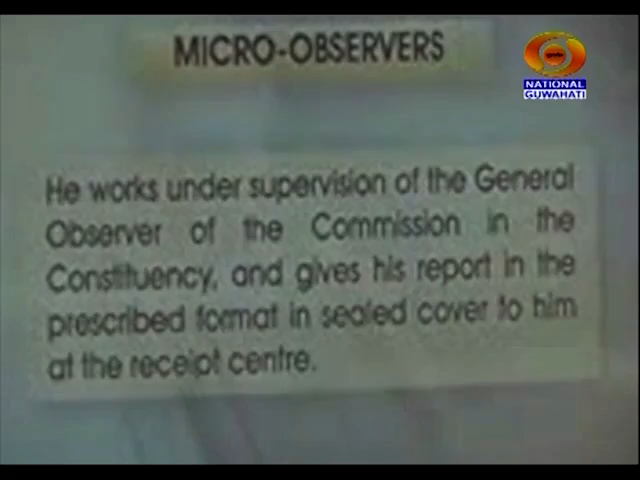 MICRO-OBSERVERS
NATIONAL
GUWAHATI
He works under supervision of the General
Observer of the Commission in the
Constituency, and gives his report in the
prescribed format in sealed cover to him
at the receipt centre.